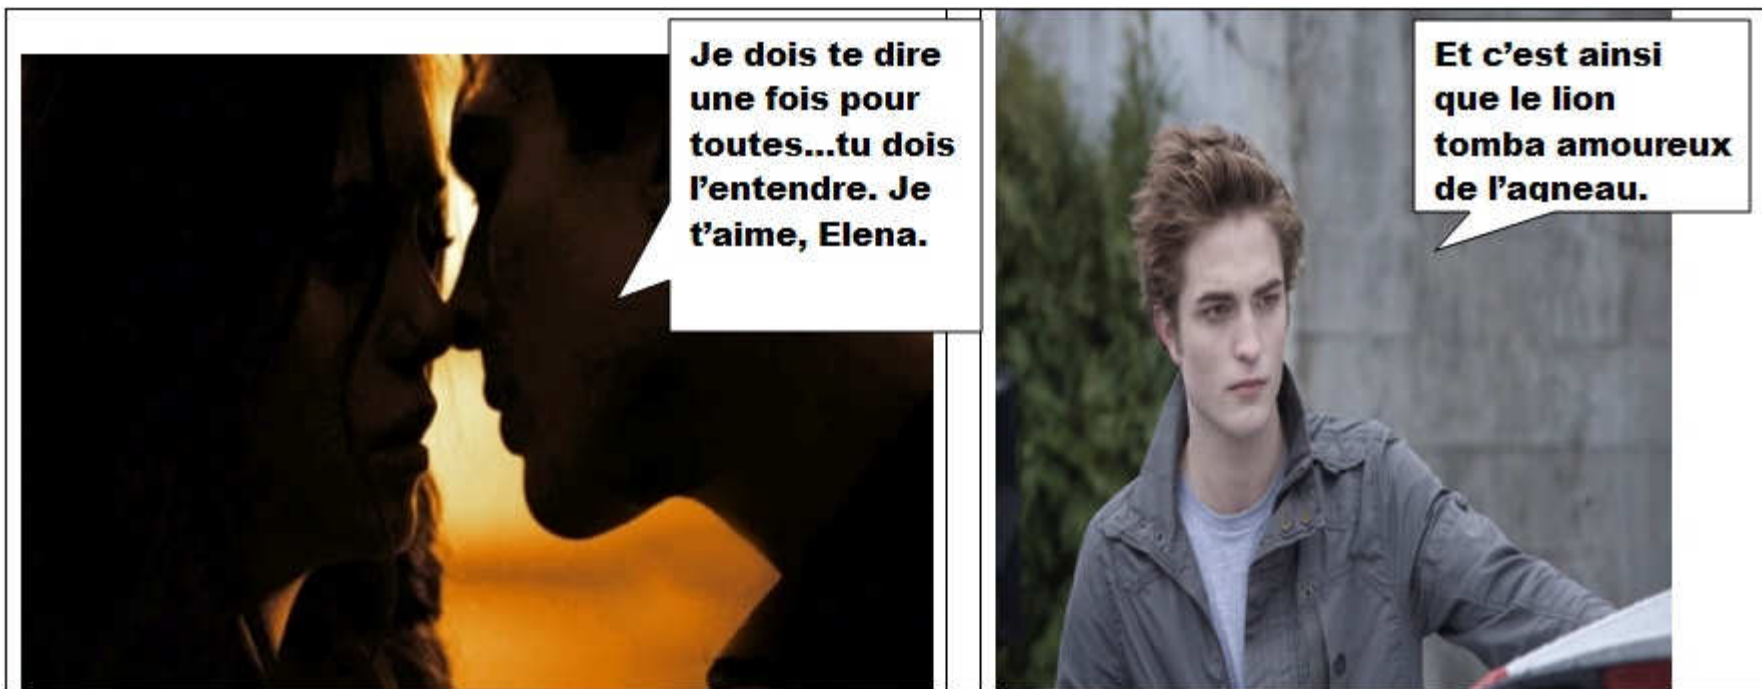 Je dois te dire
une fois pour
toutes...tu dois
l'entendre. Je
t'aime, Elena.
Et c'est ainsi
que le lion
tomba amoureux
de l'agneau.